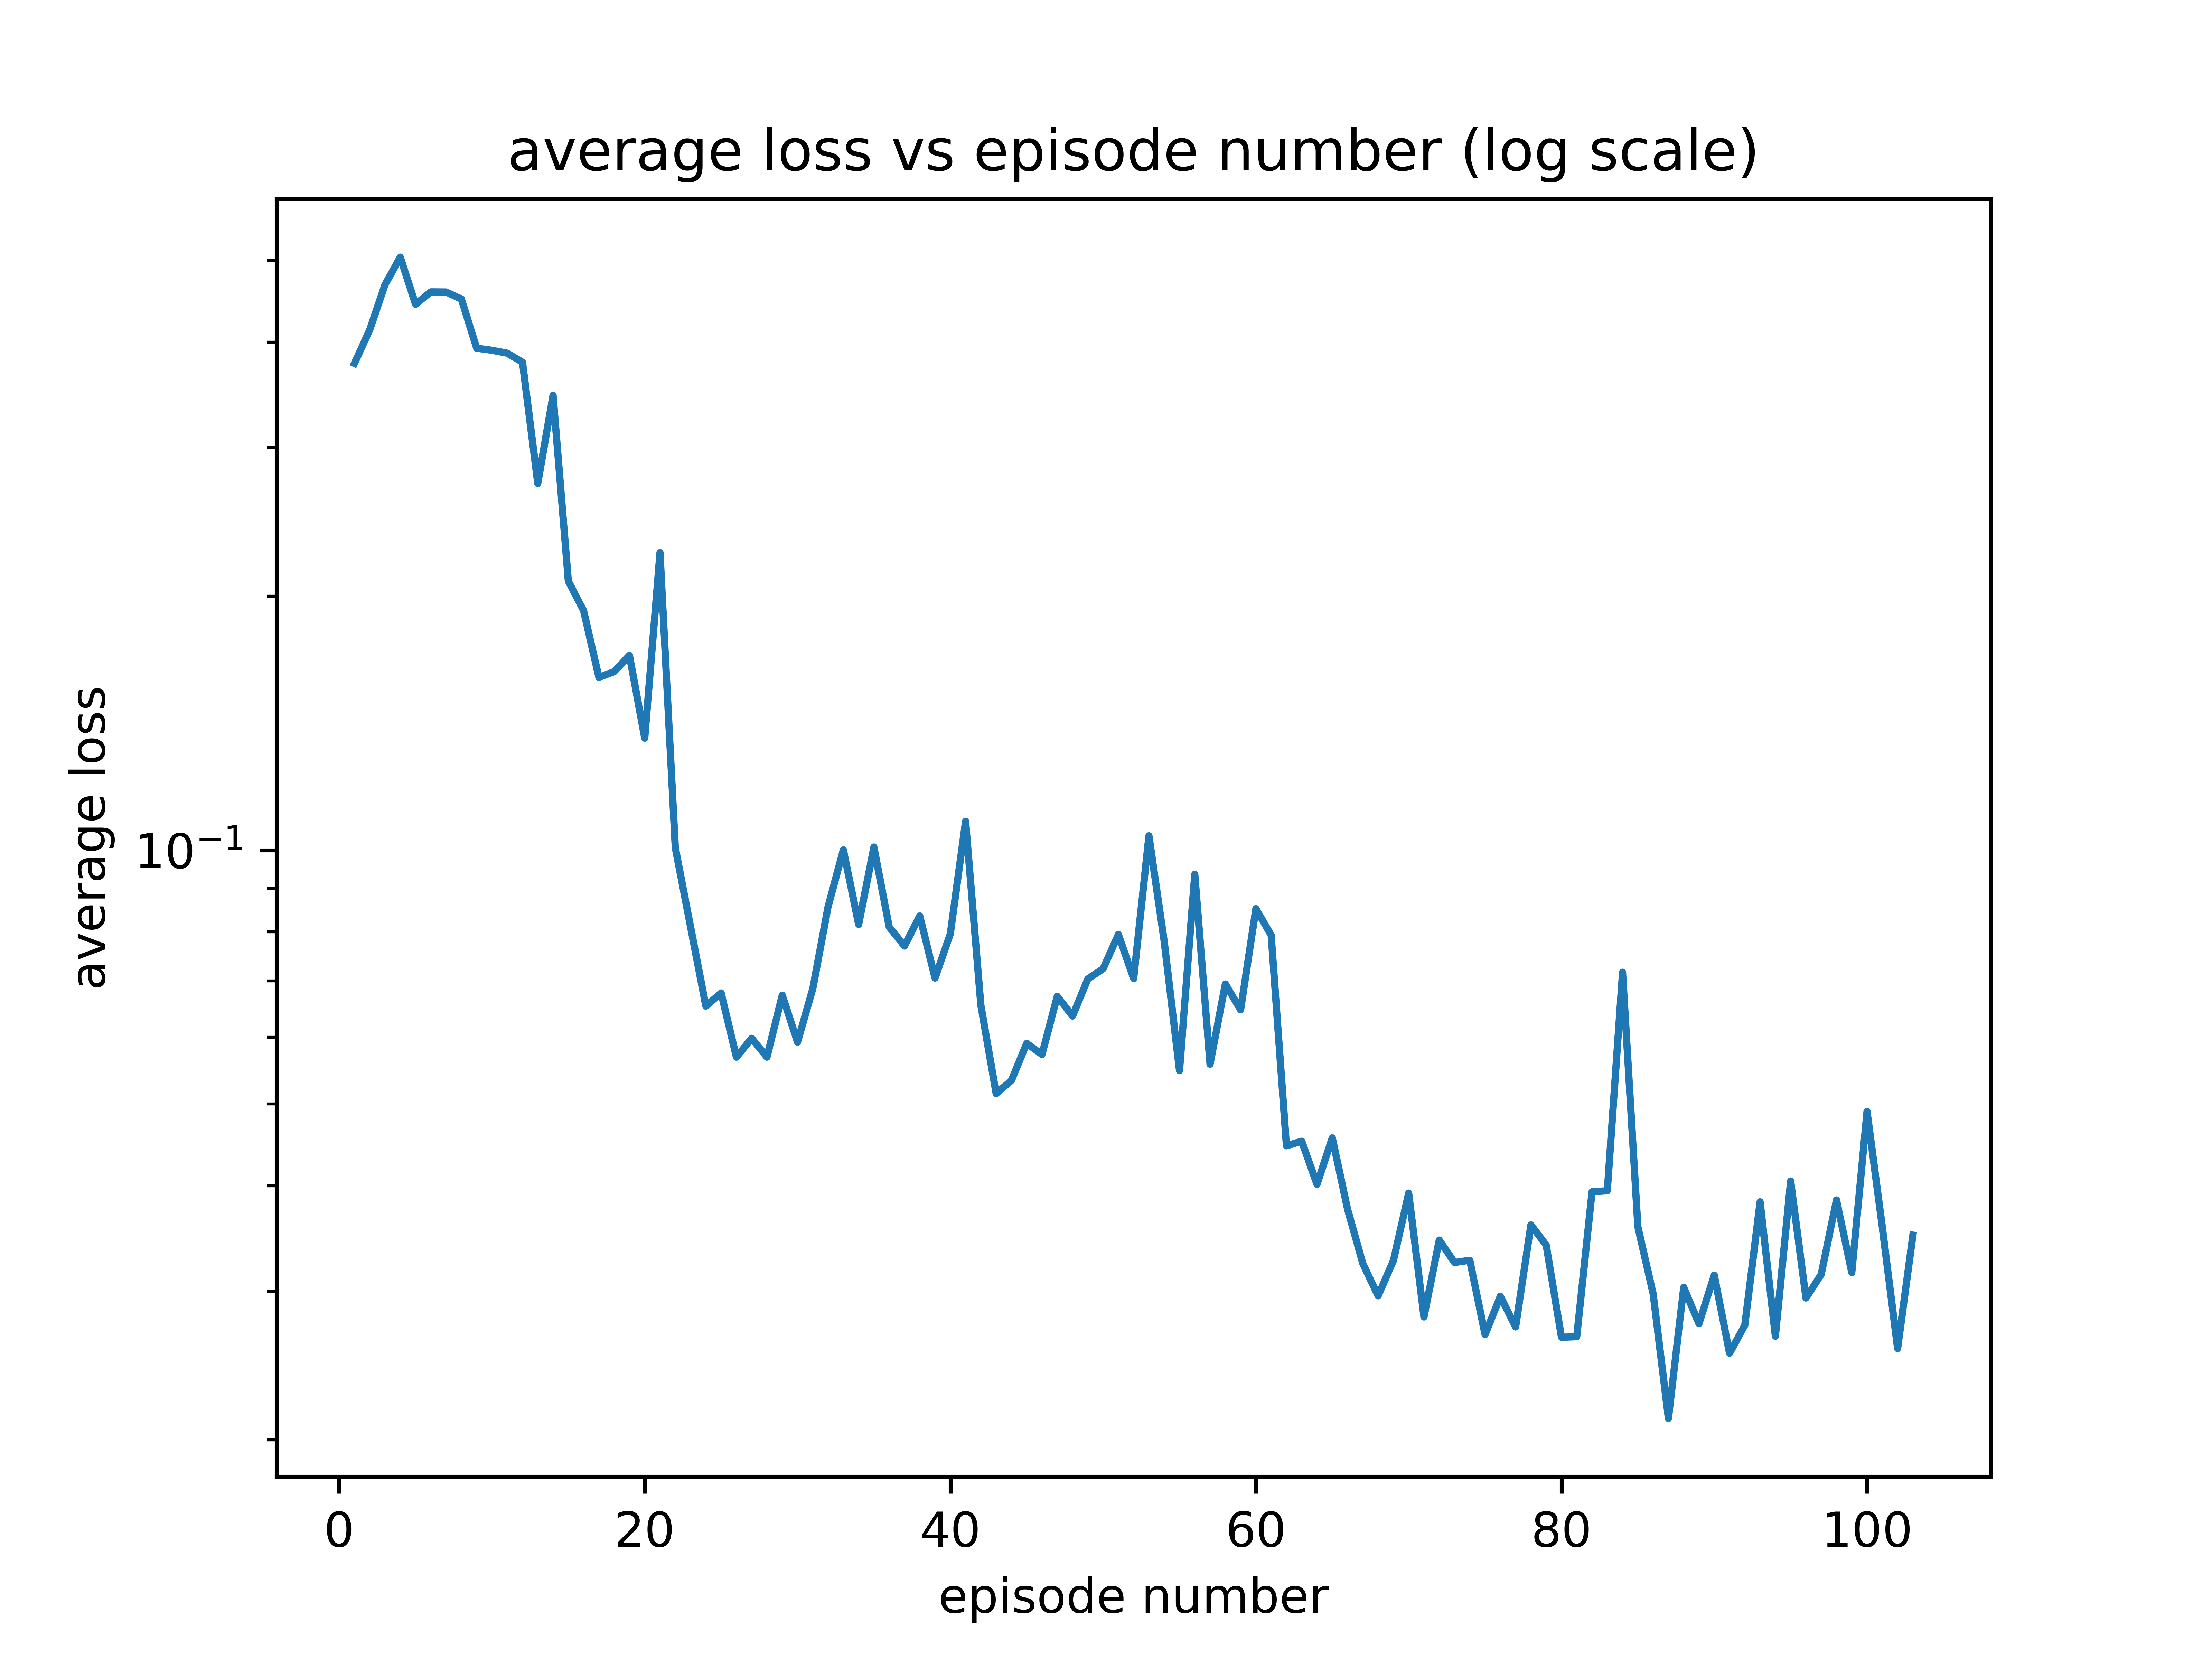 average loss vs episode number (log scale)
average loss
10⁻¹
0 20 40 60 80 100
episode number